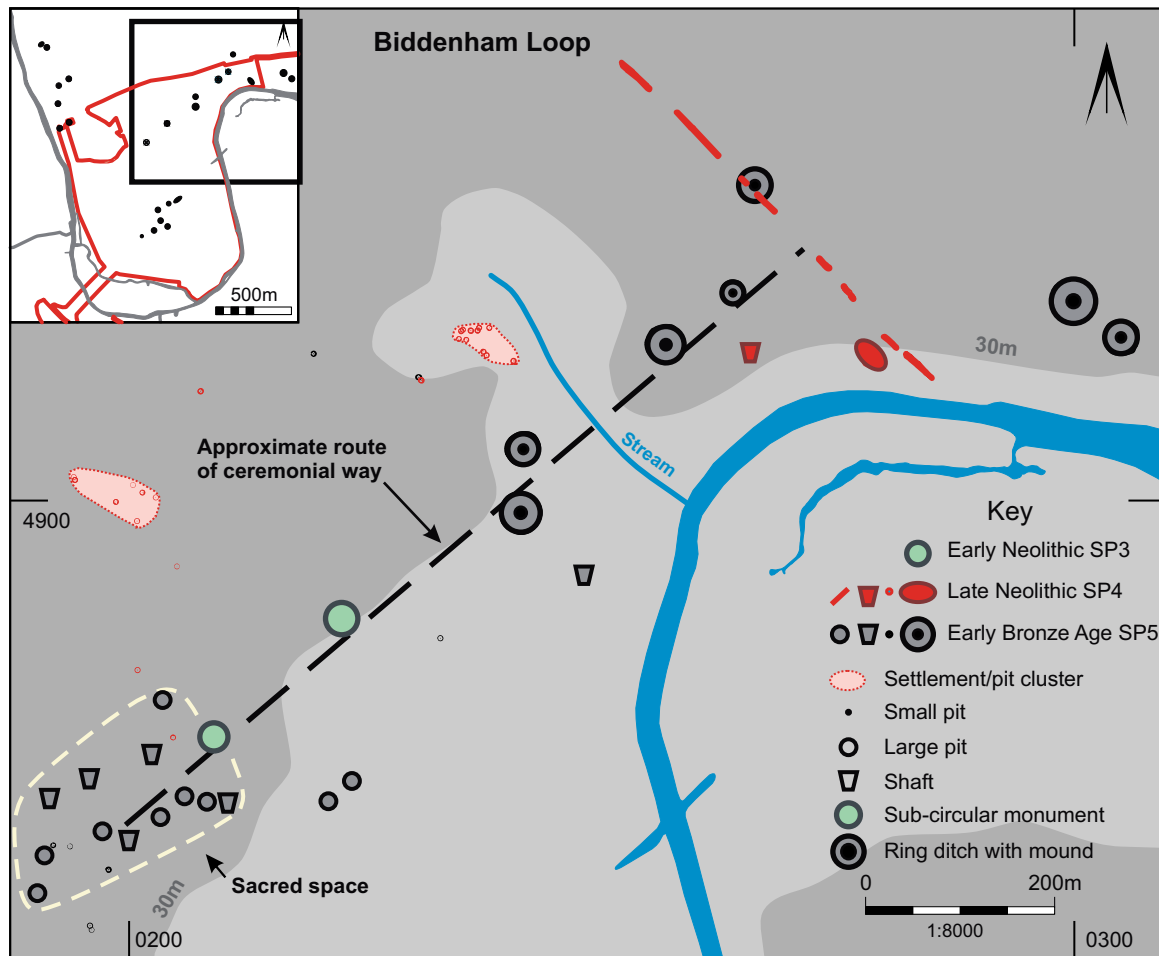 Biddenham Loop
500m
30m
Approximate route
of ceremonial way
Stream
4900
Key
Early Neolithic SP3
Late Neolithic SP4
Early Bronze Age SP5
Settlement/pit cluster
Small pit
Large pit
Shaft
Sub-circular monument
Ring ditch with mound
Sacred space
30m
0
200m
1:8000
0200
0300